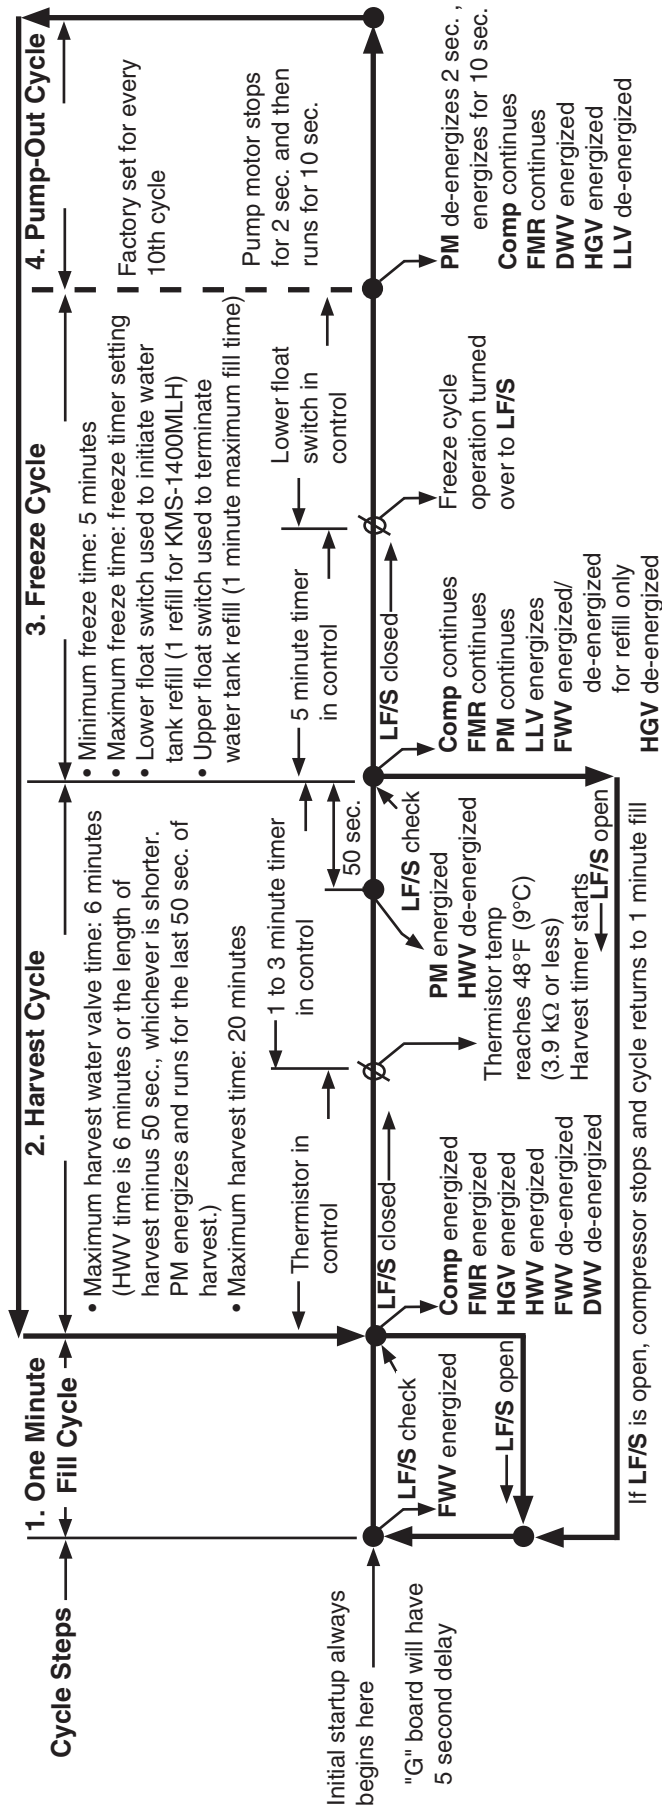 Cycle Steps
1. One Minute
Fill Cycle
2. Harvest Cycle
3. Freeze Cycle
4. Pump-Out Cycle
• Maximum harvest water valve time: 6 minutes
(HWV time is 6 minutes or the length of
harvest minus 50 sec., whichever is shorter.
PM energizes and runs for the last 50 sec. of
harvest.)
• Maximum harvest time: 20 minutes
• Minimum freeze time: 5 minutes
• Maximum freeze time: freeze timer setting
• Lower float switch used to initiate water
tank refill (1 refill for KMS-1400MLH)
• Upper float switch used to terminate
water tank refill (1 minute maximum fill time)
Factory set for every
10th cycle
Pump motor stops
for 2 sec. and then
runs for 10 sec.
Thermistor in
control
1 to 3 minute timer
in control
50 sec.
5 minute timer
in control
Lower float
switch in
control
Initial startup always
begins here
"G" board will have
5 second delay
LF/S check
FWV energized
LF/S open
LF/S closed
Comp energized
FMR energized
HGV energized
HWV energized
FWV de-energized
DWV de-energized
Thermistor temp
reaches 48°F (9°C)
(3.9 kΩ or less)
Harvest timer starts
LF/S check
PM energized
HWV de-energized
LF/S open
LF/S closed
Comp continues
FMR continues
PM continues
LLV energizes
FWV energized/
de-energized
for refill only
HGV de-energized
Freeze cycle
operation turned
over to LF/S
PM de-energizes 2 sec. ,
energizes for 10 sec.
Comp continues
FMR continues
DWV energized
HGV energized
LLV de-energized
If LF/S is open, compressor stops and cycle returns to 1 minute fill